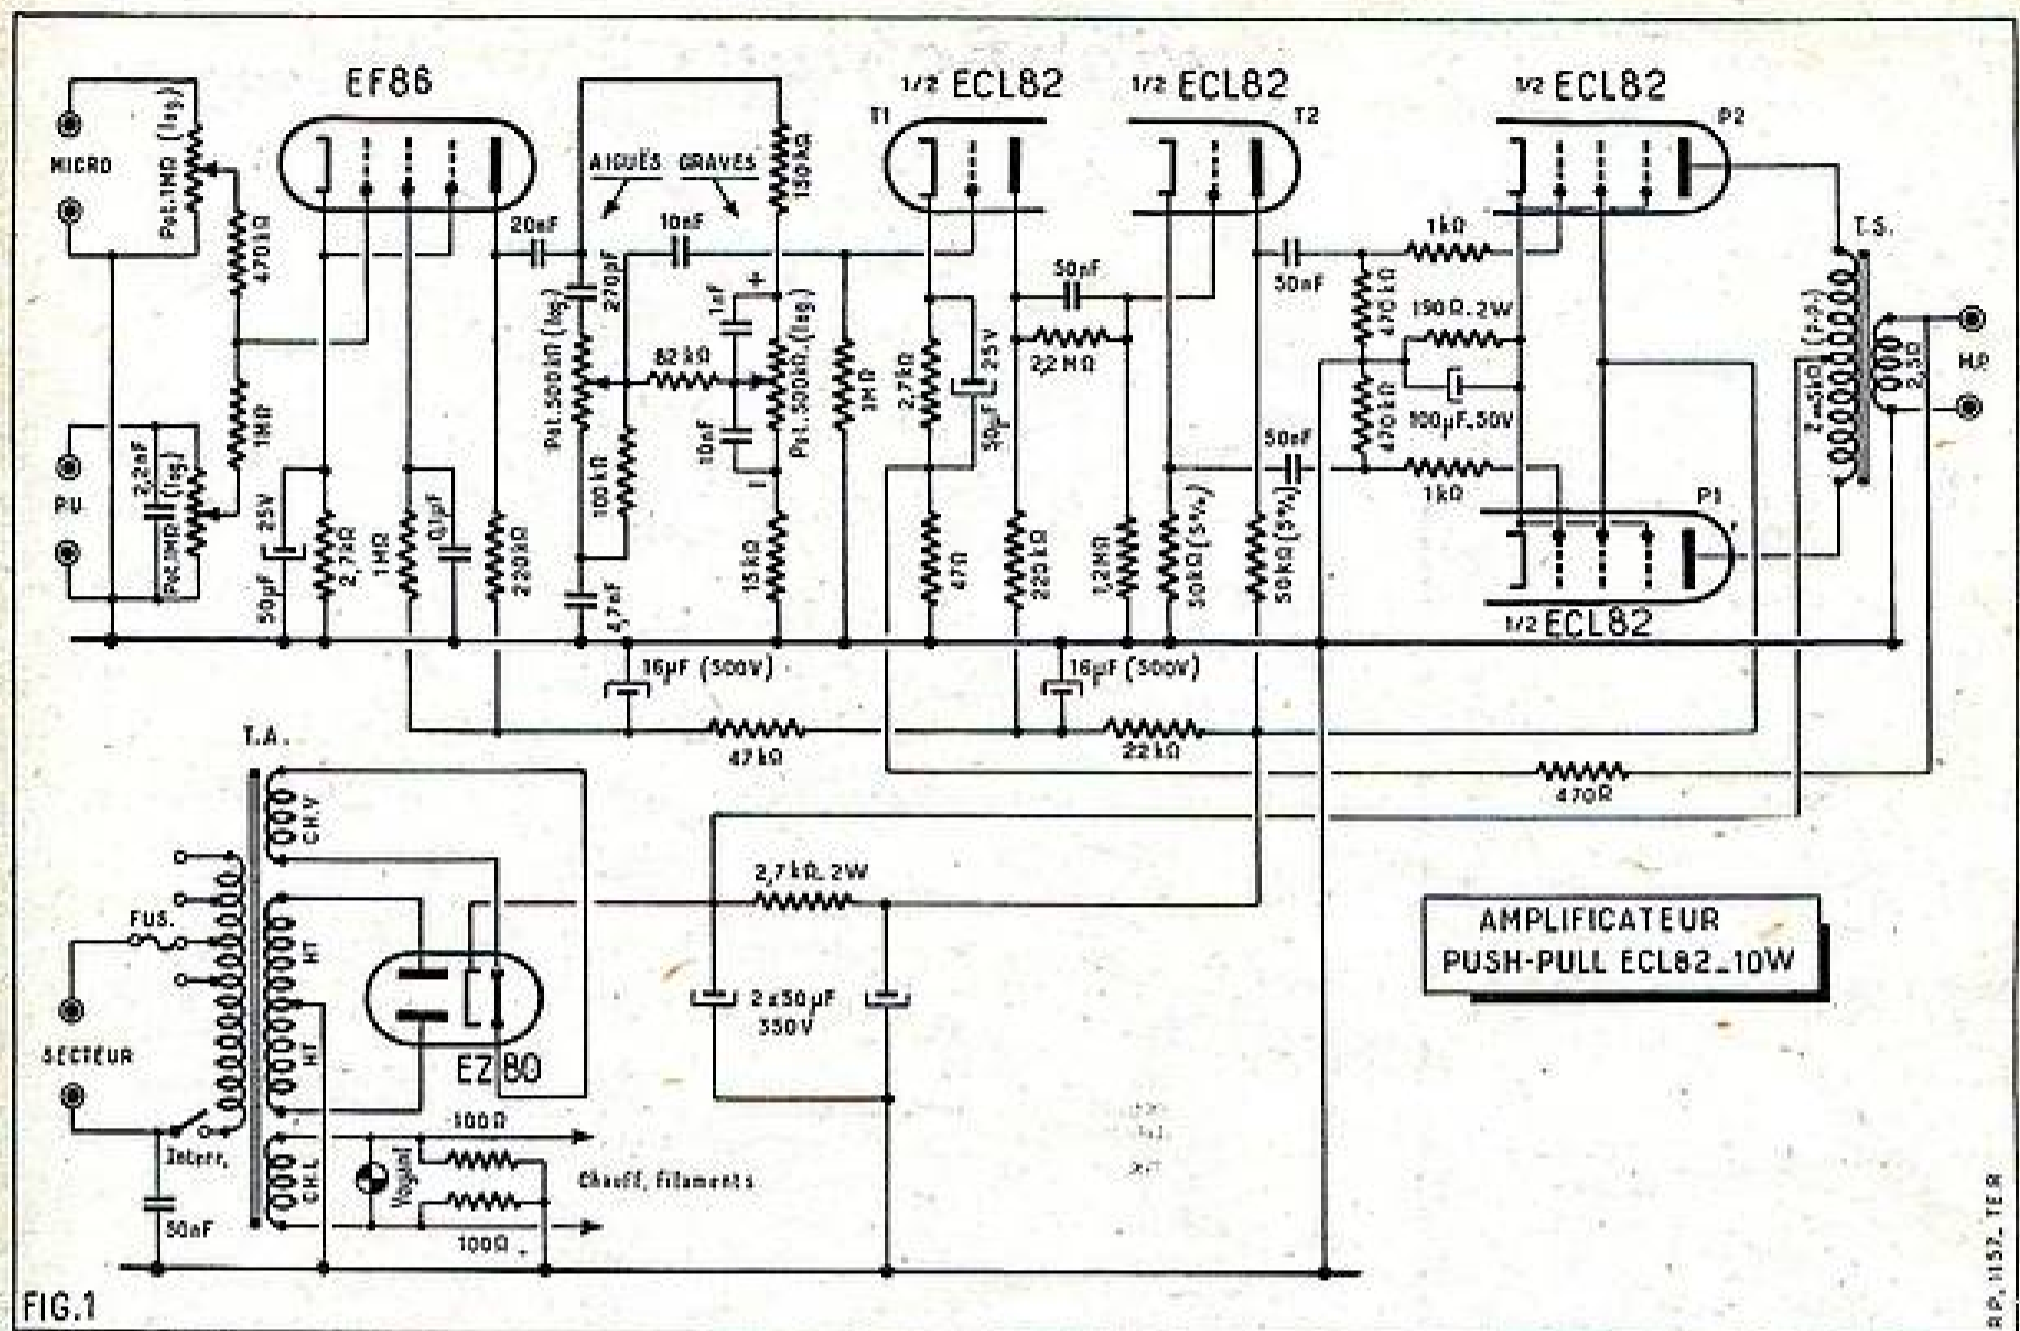 EF86
1/2 ECL82
1/2 ECL82
1/2 ECL82
T1
T2
P2
MICRO
Pot.1MΩ (log.)
470kΩ
AIGUËS GRAVES
150kΩ
20nF
10nF
270pF
1nF
+
Pot.500kΩ (log.)
82kΩ
Pot.500kΩ (log.)
10nF
100kΩ
1MΩ
2,2nF
Pot.1MΩ (log.)
P.U.
50µF 25V
2,7kΩ
1MΩ
0,1µF
220kΩ
4,7nF
15kΩ
2,7kΩ
50µF 25V
47Ω
220kΩ
50nF
2,2MΩ
1,2MΩ
50kΩ (5%)
50kΩ (5%)
50nF
50nF
470kΩ
470kΩ
1kΩ
190Ω.2W
100µF.50V
1kΩ
P1
1/2 ECL82
T.S.
2,5Ω
H.P.
16µF (500V)
16µF (500V)
47kΩ
22kΩ
470Ω
T.A.
CH.V
HT
HT
CH.L
FUS.
SECTEUR
Interr.
50nF
EZ80
2,7kΩ.2W
2x50µF
350V
100Ω
100Ω
Voyant
Chauff. filaments
AMPLIFICATEUR
PUSH-PULL ECL82_10W
FIG.1
RP.1157_TER